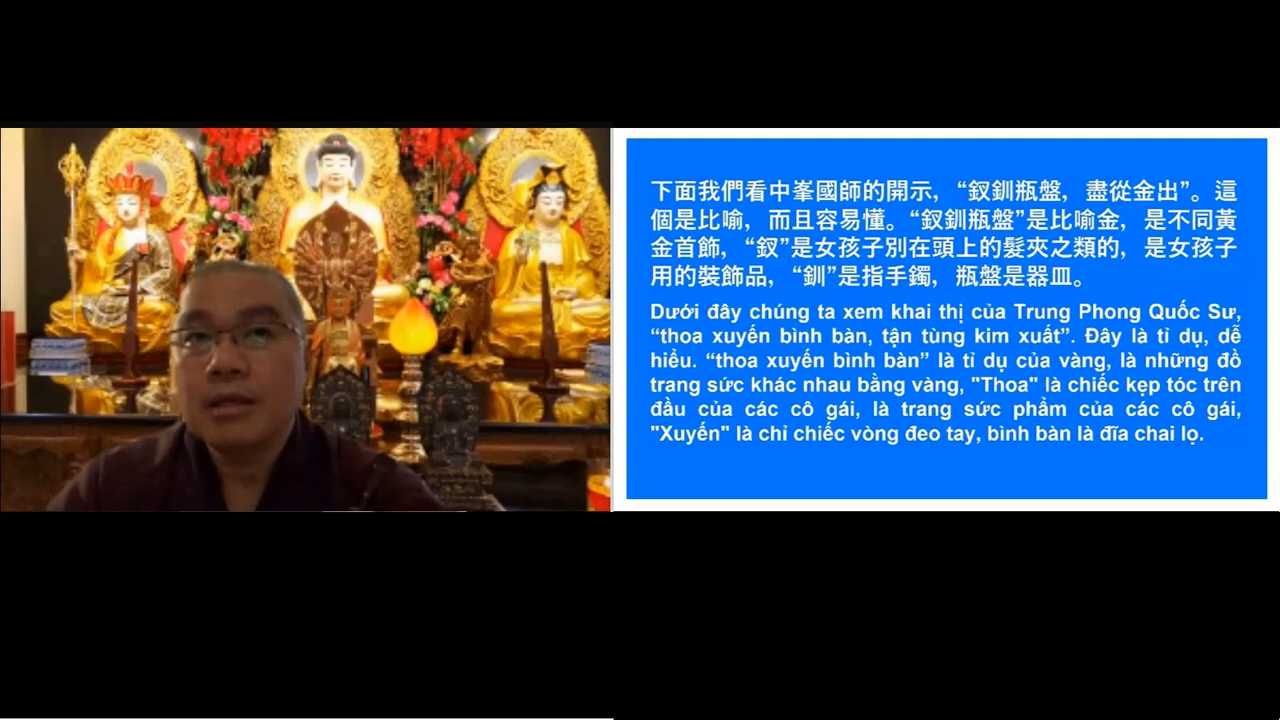 下面我們看中峯國師的開示，“釵釧瓶盤，盡從金出”。這
個是比喻，而且容易懂。“釵釧瓶盤”是比喻金，是不同黃
金首飾，“釵”是女孩子別在頭上的髮夾之類的，是女孩子
用的裝飾品，“釧”是指手鐲，瓶盤是器皿。
Dưới đây chúng ta xem khai thị của Trung Phong Quốc Sư,
“thoa xuyến bình bàn, tận tùng kim xuất”. Đây là tỉ dụ, dễ
hiểu. “thoa xuyến bình bàn” là tỉ dụ của vàng, là những đồ
trang sức khác nhau bằng vàng, "Thoa" là chiếc kẹp tóc trên
đầu của các cô gái, là trang sức phẩm của các cô gái,
"Xuyến" là chỉ chiếc vòng đeo tay, bình bàn là đĩa chai lọ.